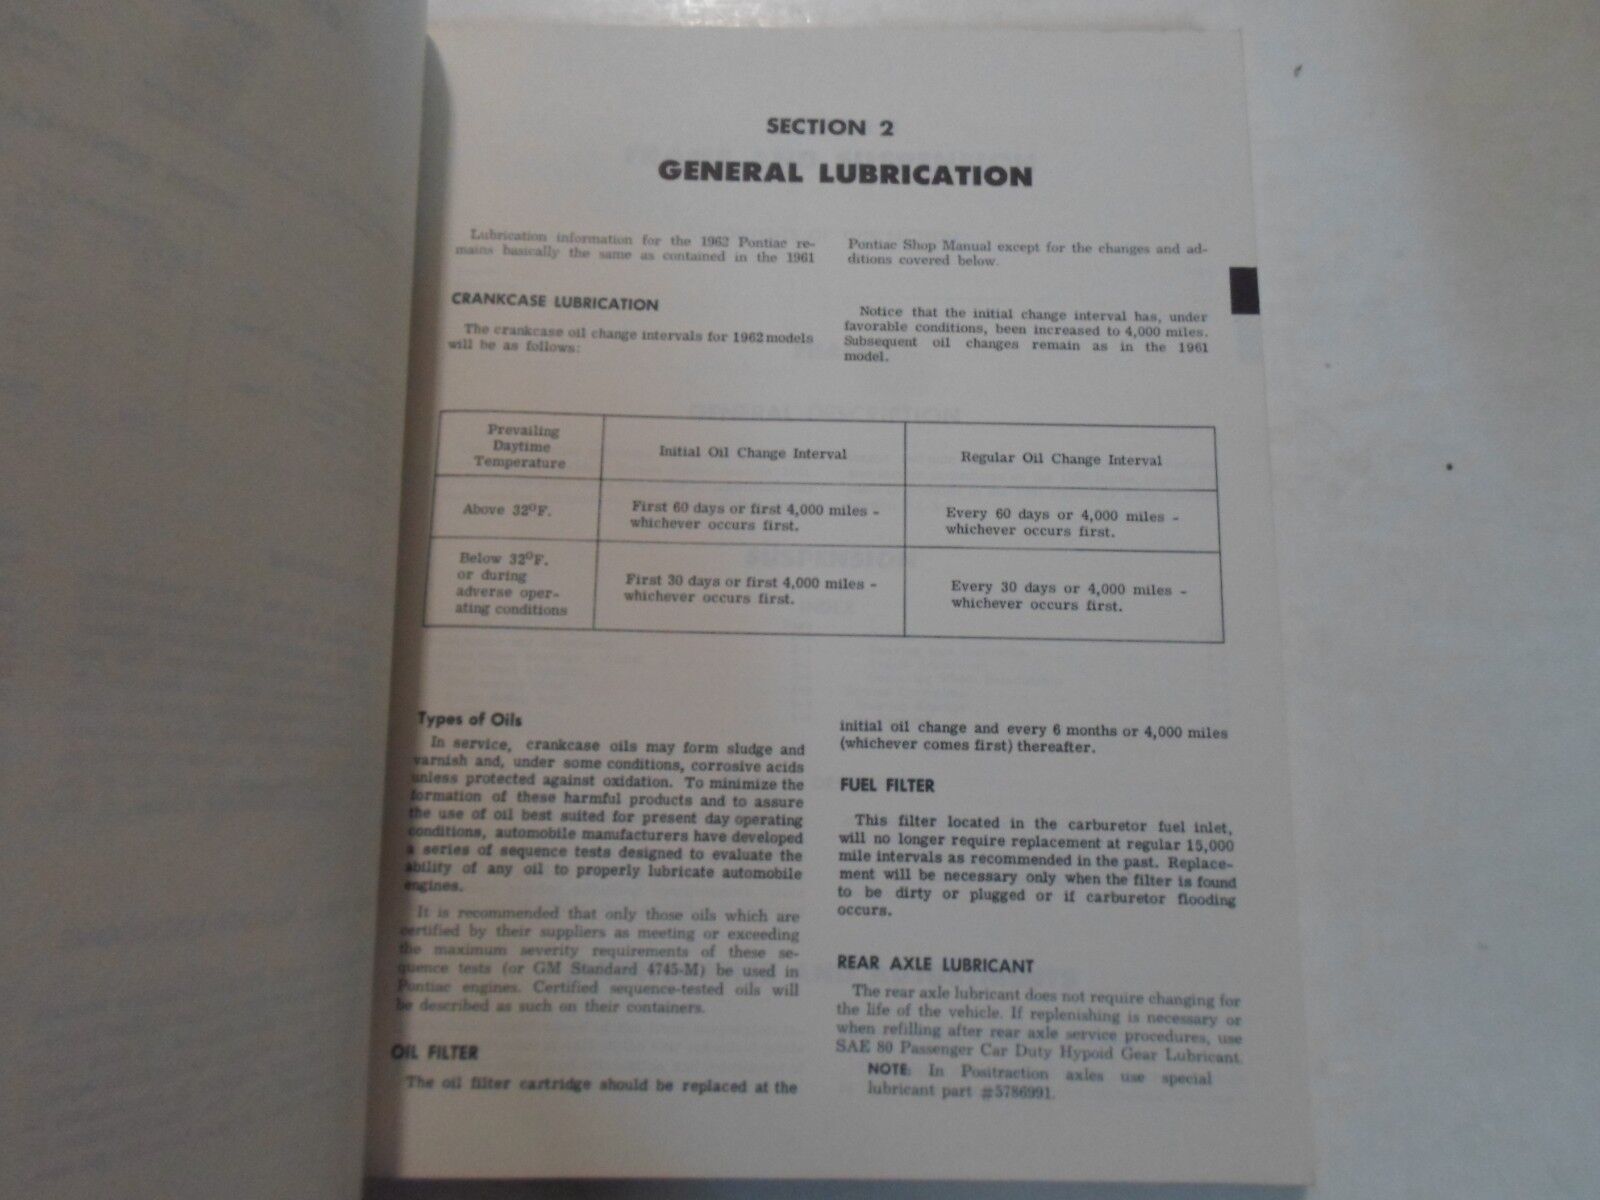 SECTION 2
GENERAL LUBRICATION
Lubrication information for the 1962 Pontiac re-
mains basically the same as contained in the 1961
Pontiac Shop Manual except for the changes and ad-
ditions covered below.
CRANKCASE LUBRICATION
The crankcase oil change intervals for 1962 models
will be as follows:
Notice that the initial change interval has, under
favorable conditions, been increased to 4,000 miles.
Subsequent oil changes remain as in the 1961
model.
Prevailing
Daytime
Temperature
Initial Oil Change Interval
Regular Oil Change Interval
Above 32°F.
First 60 days or first 4,000 miles -
whichever occurs first.
Every 60 days or 4,000 miles -
whichever occurs first.
Below 32°F.
or during
adverse oper-
ating conditions
First 30 days or first 4,000 miles -
whichever occurs first.
Every 30 days or 4,000 miles -
whichever occurs first.
Types of Oils
In service, crankcase oils may form sludge and
varnish and, under some conditions, corrosive acids
unless protected against oxidation. To minimize the
formation of these harmful products and to assure
the use of oil best suited for present day operating
conditions, automobile manufacturers have developed
a series of sequence tests designed to evaluate the
ability of any oil to properly lubricate automobile
engines.
It is recommended that only those oils which are
certified by their suppliers as meeting or exceeding
the maximum severity requirements of these se-
quence tests (or GM Standard 4745-M) be used in
Pontiac engines. Certified sequence-tested oils will
be described as such on their containers.
OIL FILTER
The oil filter cartridge should be replaced at the
initial oil change and every 6 months or 4,000 miles
(whichever comes first) thereafter.
FUEL FILTER
This filter located in the carburetor fuel inlet,
will no longer require replacement at regular 15,000
mile intervals as recommended in the past. Replace-
ment will be necessary only when the filter is found
to be dirty or plugged or if carburetor flooding
occurs.
REAR AXLE LUBRICANT
The rear axle lubricant does not require changing for
the life of the vehicle. If replenishing is necessary or
when refilling after rear axle service procedures, use
SAE 80 Passenger Car Duty Hypoid Gear Lubricant.
NOTE: In Positraction axles use special
lubricant part #5786991.